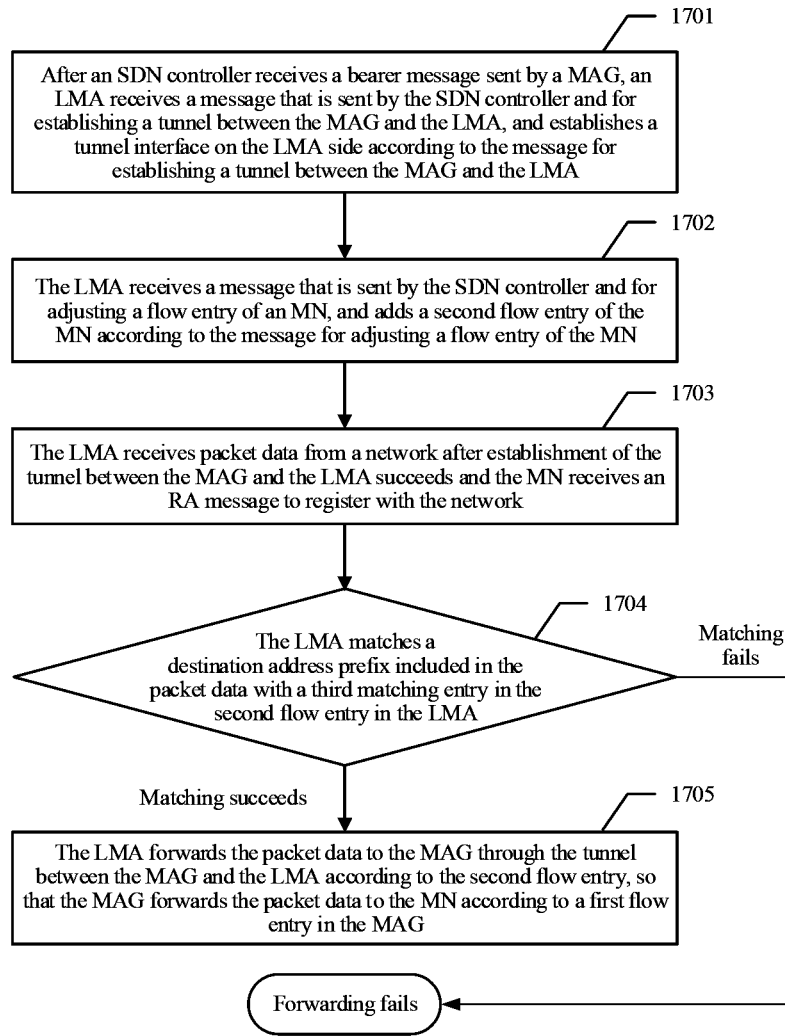 1701
After an SDN controller receives a bearer message sent by a MAG, an
LMA receives a message that is sent by the SDN controller and for
establishing a tunnel between the MAG and the LMA, and establishes a
tunnel interface on the LMA side according to the message for
establishing a tunnel between the MAG and the LMA
1702
The LMA receives a message that is sent by the SDN controller and for
adjusting a flow entry of an MN, and adds a second flow entry of the
MN according to the message for adjusting a flow entry of the MN
1703
The LMA receives packet data from a network after establishment of the
tunnel between the MAG and the LMA succeeds and the MN receives an
RA message to register with the network
1704
The LMA matches a
destination address prefix included in the
packet data with a third matching entry in the
second flow entry in the LMA
Matching
fails
Matching succeeds
1705
The LMA forwards the packet data to the MAG through the tunnel
between the MAG and the LMA according to the second flow entry, so
that the MAG forwards the packet data to the MN according to a first flow
entry in the MAG
Forwarding fails